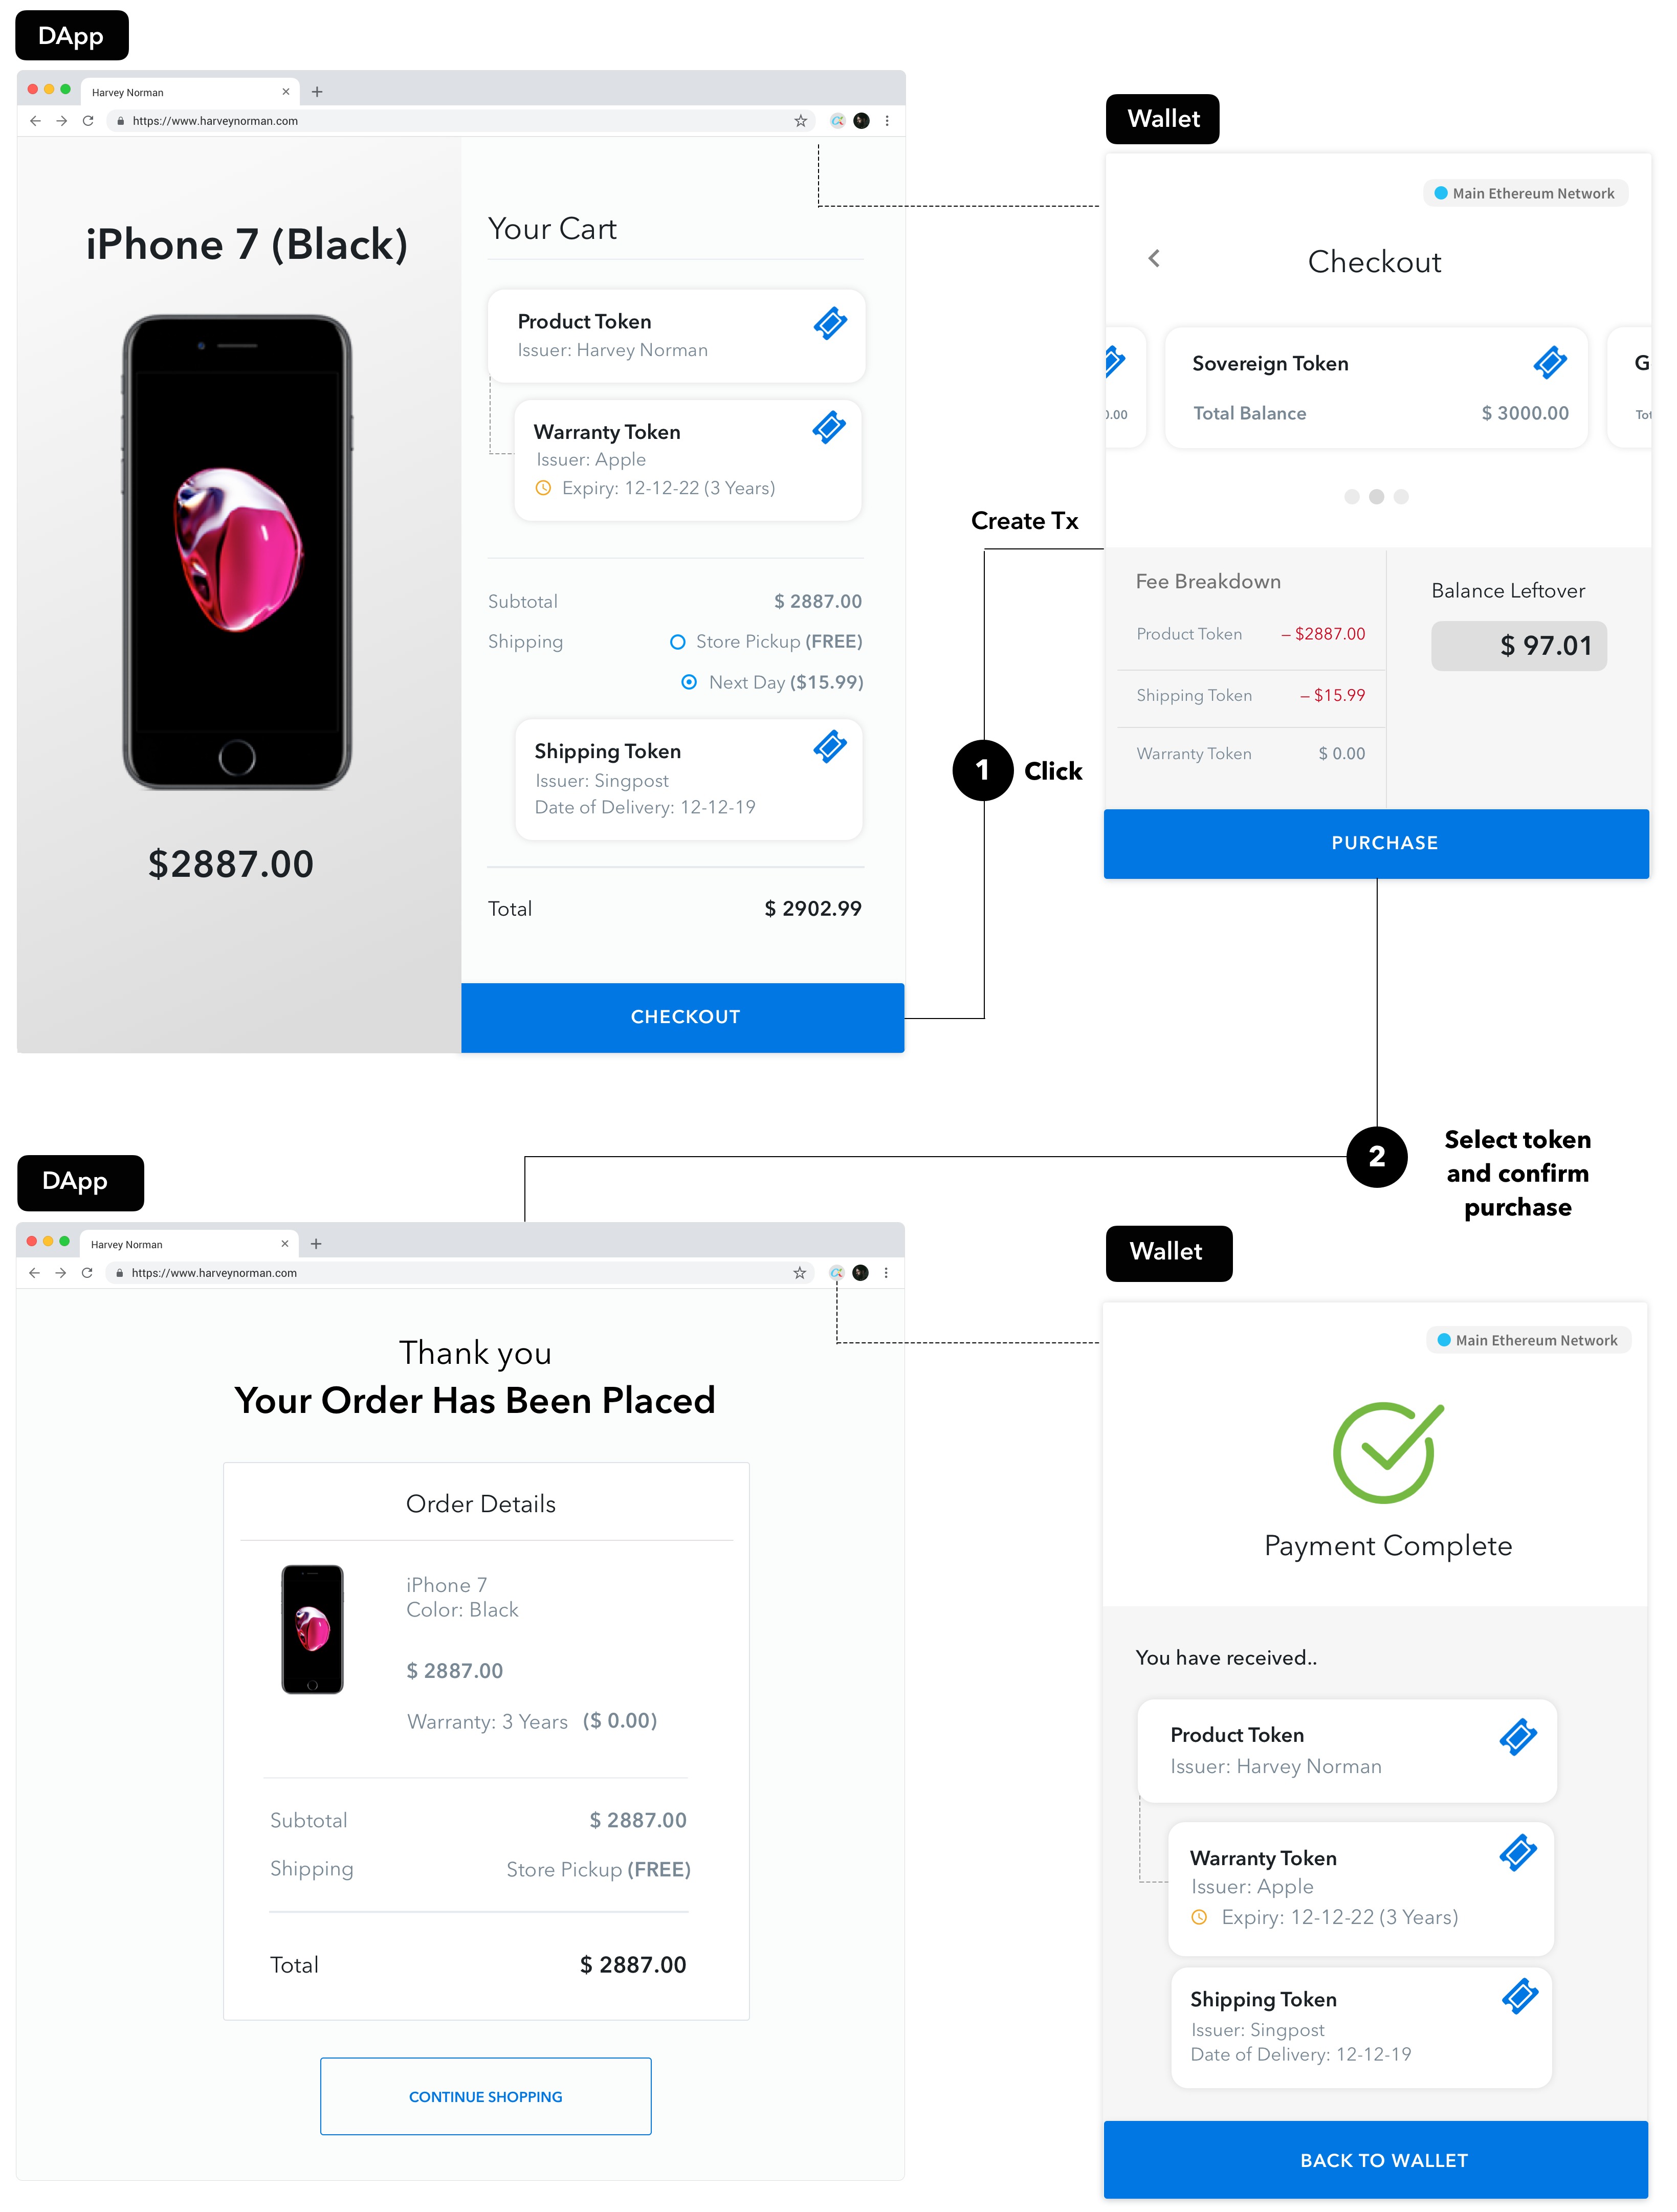 DApp
Harvey Norman
https://www.harveynorman.com
iPhone 7 (Black)
$2887.00
Your Cart
Product Token
Issuer: Harvey Norman
Warranty Token
Issuer: Apple
Expiry: 12-12-22 (3 Years)
Subtotal $ 2887.00
Shipping Store Pickup (FREE)
Next Day ($15.99)
Shipping Token
Issuer: Singpost
Date of Delivery: 12-12-19
Total $ 2902.99
CHECKOUT
Create Tx
1 Click
Wallet
Main Ethereum Network
Checkout
Sovereign Token
Total Balance $ 3000.00
.00
G
Tot
Fee Breakdown
Product Token – $2887.00
Shipping Token – $15.99
Warranty Token $ 0.00
Balance Leftover
$ 97.01
PURCHASE
2
Select token
and confirm
purchase
DApp
Harvey Norman
https://www.harveynorman.com
Thank you
Your Order Has Been Placed
Order Details
iPhone 7
Color: Black
$ 2887.00
Warranty: 3 Years ($ 0.00)
Subtotal $ 2887.00
Shipping Store Pickup (FREE)
Total $ 2887.00
CONTINUE SHOPPING
Wallet
Main Ethereum Network
Payment Complete
You have received..
Product Token
Issuer: Harvey Norman
Warranty Token
Issuer: Apple
Expiry: 12-12-22 (3 Years)
Shipping Token
Issuer: Singpost
Date of Delivery: 12-12-19
BACK TO WALLET